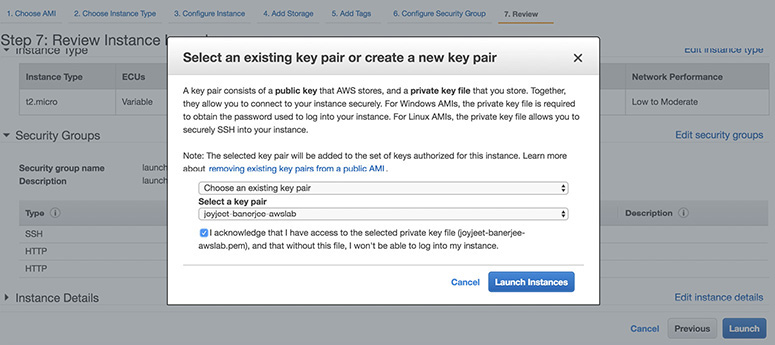 1. Choose AMI 2. Choose Instance Type 3. Configure Instance 4. Add Storage 5. Add Tags 6. Configure Security Group 7. Review
Step 7: Review Instance
Instance Type Edit instance type
Instance Type ECUs Network Performance
t2.micro Variable Low to Moderate
Security Groups Edit security groups
Security group name launch
Description launch
Type Description
SSH
HTTP
HTTP
Instance Details Edit instance details
Cancel Previous Launch
Select an existing key pair or create a new key pair
A key pair consists of a public key that AWS stores, and a private key file that you store. Together,
they allow you to connect to your instance securely. For Windows AMIs, the private key file is required
to obtain the password used to log into your instance. For Linux AMIs, the private key file allows you to
securely SSH into your instance.
Note: The selected key pair will be added to the set of keys authorized for this instance. Learn more
about removing existing key pairs from a public AMI.
Choose an existing key pair
Select a key pair
joyjeet-banerjee-awslab
I acknowledge that I have access to the selected private key file (joyjeet-banerjee-
awslab.pem), and that without this file, I won't be able to log into my instance.
Cancel Launch Instances